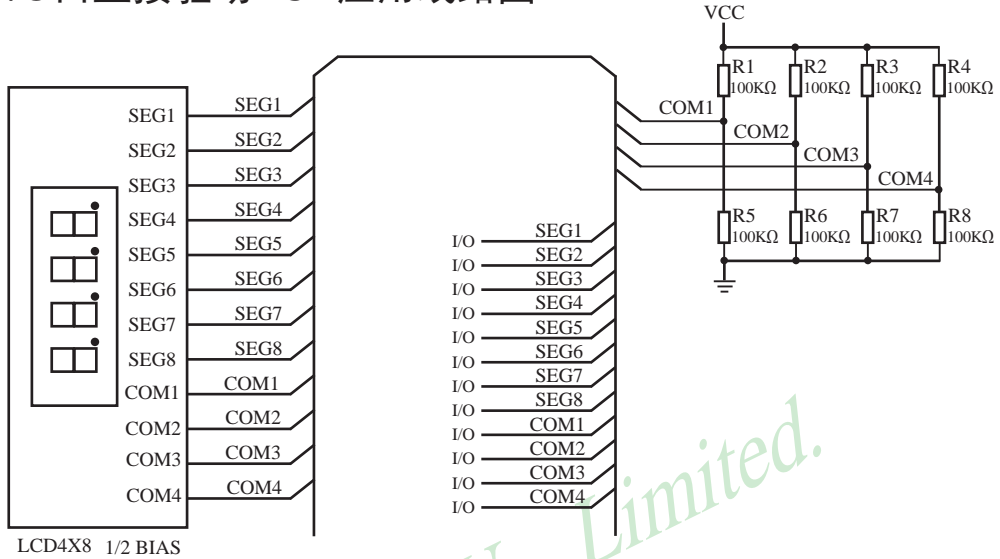 VCC
R1 R2 R3 R4
100KΩ 100KΩ 100KΩ 100KΩ
COM1
COM2
COM3
COM4
R5 R6 R7 R8
100KΩ 100KΩ 100KΩ 100KΩ
SEG1 SEG1
SEG2 SEG2
SEG3 SEG3
SEG4 SEG4
SEG5 SEG5
SEG6 SEG6
SEG7 SEG7
SEG8 SEG8
COM1 COM1
COM2 COM2
COM3 COM3
COM4 COM4
I/O SEG1
I/O SEG2
I/O SEG3
I/O SEG4
I/O SEG5
I/O SEG6
I/O SEG7
I/O SEG8
I/O COM1
I/O COM2
I/O COM3
I/O COM4
LCD4X8 1/2 BIAS
Limited.